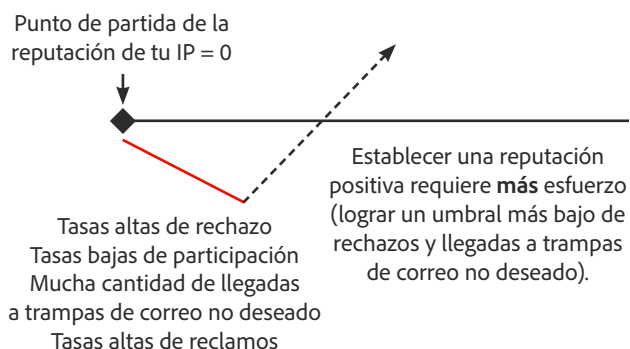 Punto de partida de la
reputación de tu IP = 0
Establecer una reputación
positiva requiere más esfuerzo
(lograr un umbral más bajo de
rechazos y llegadas a trampas
de correo no deseado).
Tasas altas de rechazo
Tasas bajas de participación
Mucha cantidad de llegadas
a trampas de correo no deseado
Tasas altas de reclamos